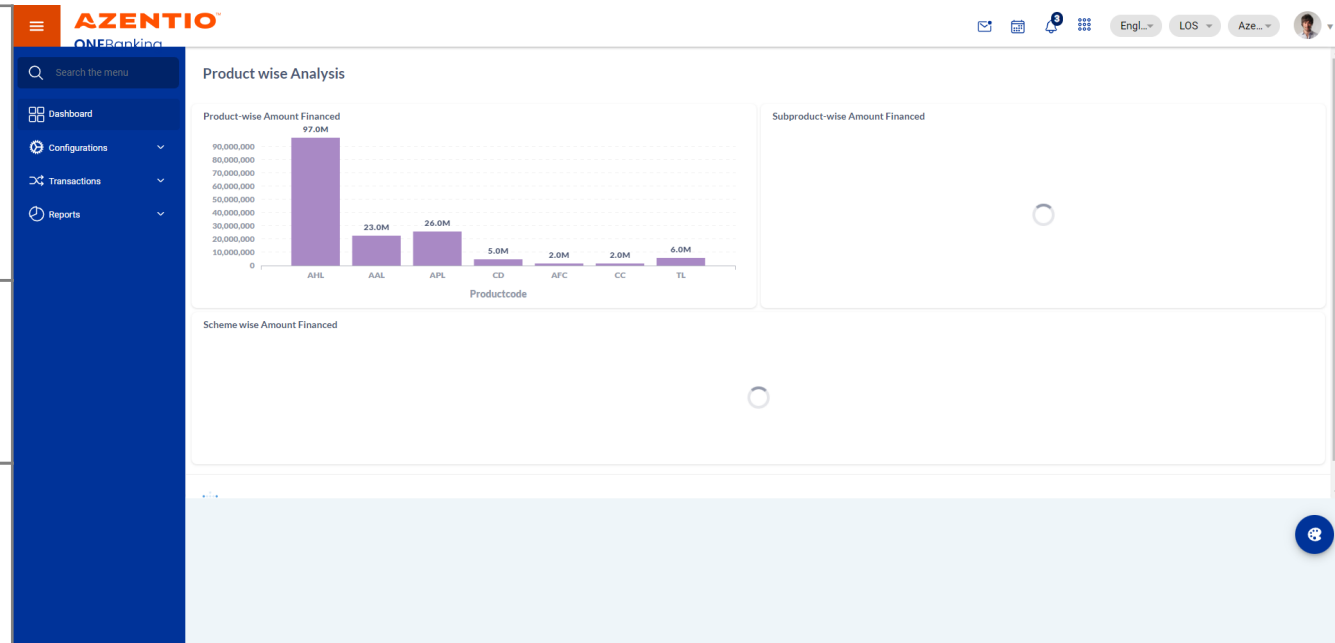 AZENTIO™
ONEBanking
3
Engl...
LOS
Aze...
Search the menu
Dashboard
Configurations
Transactions
Reports
Product wise Analysis
Product-wise Amount Financed
97.0M
90,000,000
80,000,000
70,000,000
60,000,000
50,000,000
40,000,000
30,000,000
20,000,000
10,000,000
0
23.0M
26.0M
5.0M
2.0M
2.0M
6.0M
AHL AAL APL CD AFC CC TL
Productcode
Subproduct-wise Amount Financed
Scheme wise Amount Financed